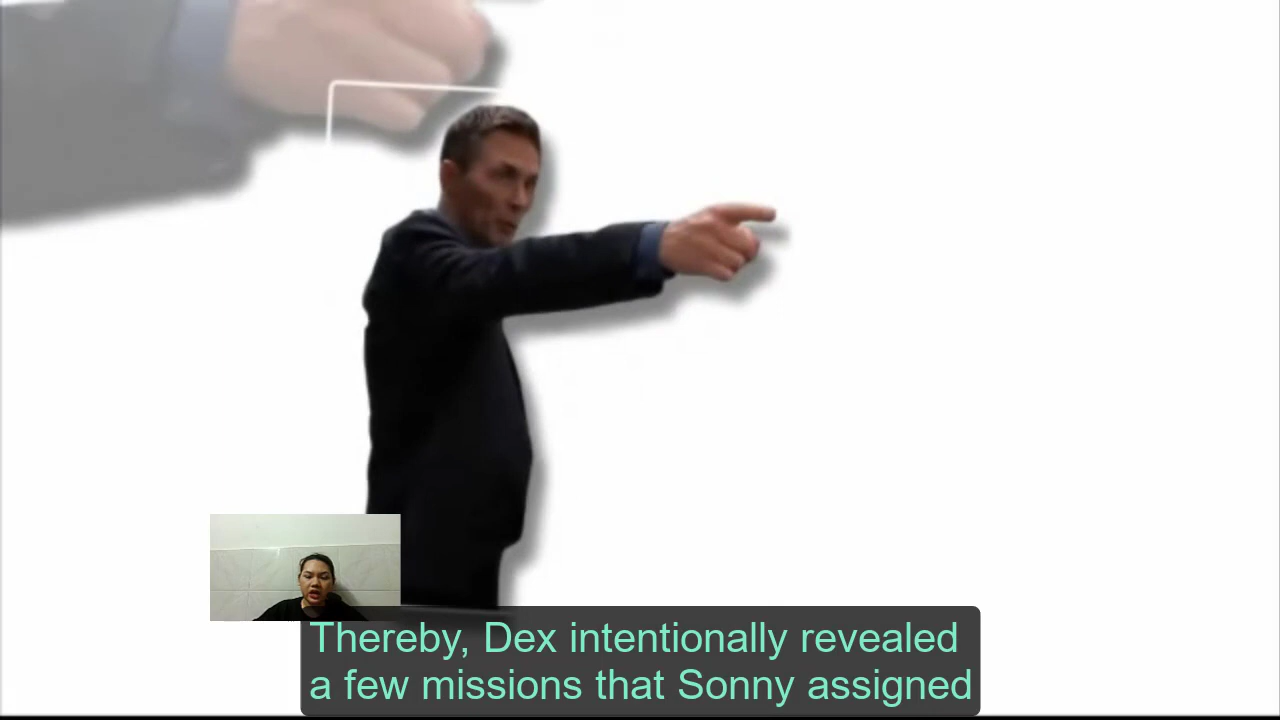 Thereby, Dex intentionally revealed
a few missions that Sonny assigned